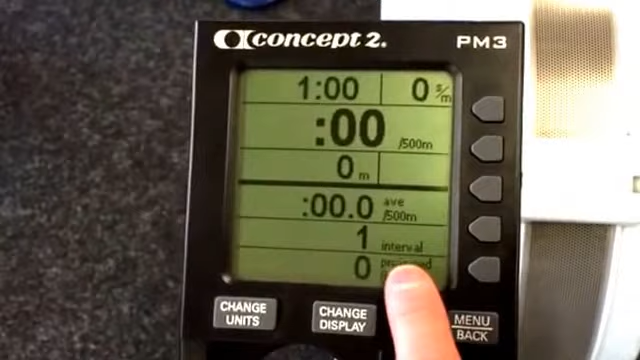 concept 2. PM3
1:00 0 s/m
:00 /500m
0 m
:00.0 ave /500m
1 interval
0
CHANGE UNITS
CHANGE DISPLAY
MENU BACK